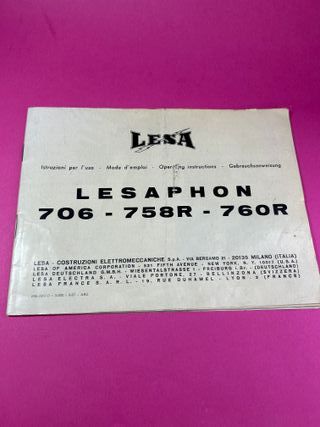 LESA
Istruzioni per l'uso - Mode d'emploi - Operating instructions - Gebrauchsanweisung
LESAPHON
706 - 758R - 760R
LESA - COSTRUZIONI ELETTROMECCANICHE S.p.A. - VIA BERGAMO 21 - 20135 MILANO (ITALIA)
LESA OF AMERICA CORPORATION - 521 FIFTH AVENUE - NEW YORK, N.Y. 10017 (U.S.A.)
LESA DEUTSCHLAND G.M.B.H. - WIESENTALSTRASSE 1 - FREIBURG i. Br. - (DEUTSCHLAND)
LESA ELECTRA S.A. - VIALE PORTONE, 27 - BELLINZONA (SVIZZERA)
LESA FRANCE S.A.R.L. - 19, RUE DUHAMEL - LYON - 2 (FRANCE)